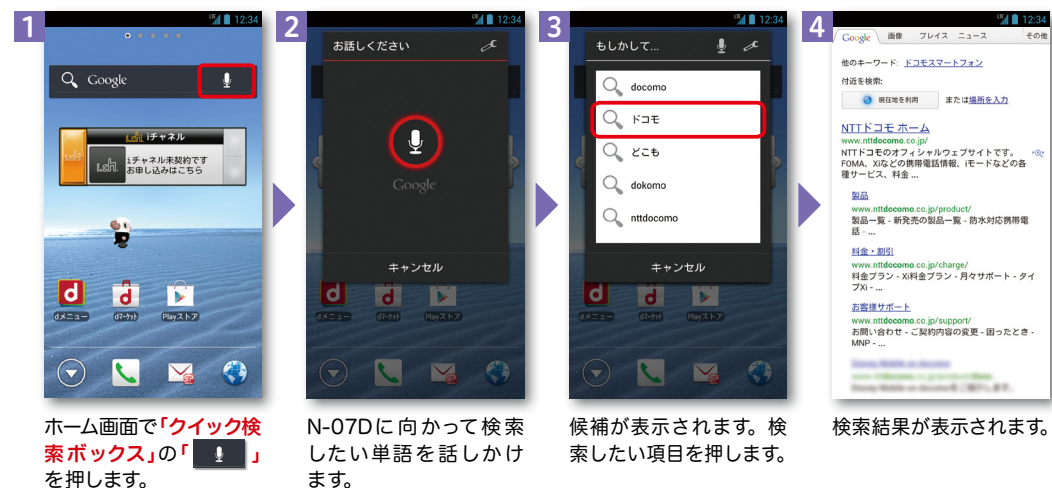 1
12:34
Google
i.ch. iチャネル
i.ch.
iチャネル未契約です
お申し込みはこちら
dメニュー
dマーケット
Playストア
ホーム画面で「クイック検
索ボックス」の「 」
を押します。
2
12:34
お話しください
Google
キャンセル
dメニュー
dマーケット
Playストア
N-07Dに向かって検索
したい単語を話しかけ
ます。
3
12:34
もしかして...
docomo
ドコモ
どこも
dokomo
nttdocomo
キャンセル
dメニュー
dマーケット
Playストア
候補が表示されます。検
索したい項目を押します。
4
12:34
Google 画像 プレイス ニュース その他
他のキーワード: ドコモスマートフォン
付近を検索:
現在地を利用 または場所を入力
NTTドコモ ホーム
www.nttdocomo.co.jp/
NTTドコモのオフィシャルウェブサイトです。
FOMA、Xiなどの携帯電話情報、iモードなどの各
種サービス、料金 ...
製品
www.nttdocomo.co.jp/product/
製品一覧 - 新発売の製品一覧 - 防水対応携帯電
話 - ...
料金・割引
www.nttdocomo.co.jp/charge/
料金プラン - Xi料金プラン - 月々サポート - タイ
プXi - ...
お客様サポート
www.nttdocomo.co.jp/support/
お問い合わせ - ご契約内容の変更 - 困ったとき -
MNP - ...
検索結果が表示されます。